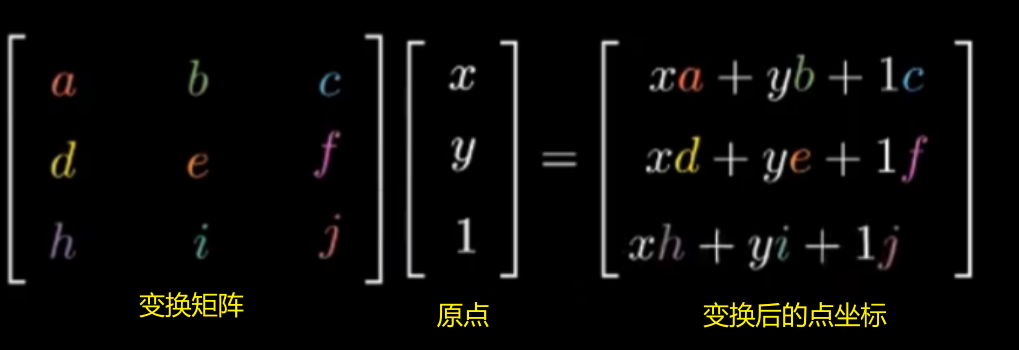 a b c x xa + yb + 1c
d e f y = xd + ye + 1f
h i j 1 xh + yi + 1j
变换矩阵 原点 变换后的点坐标